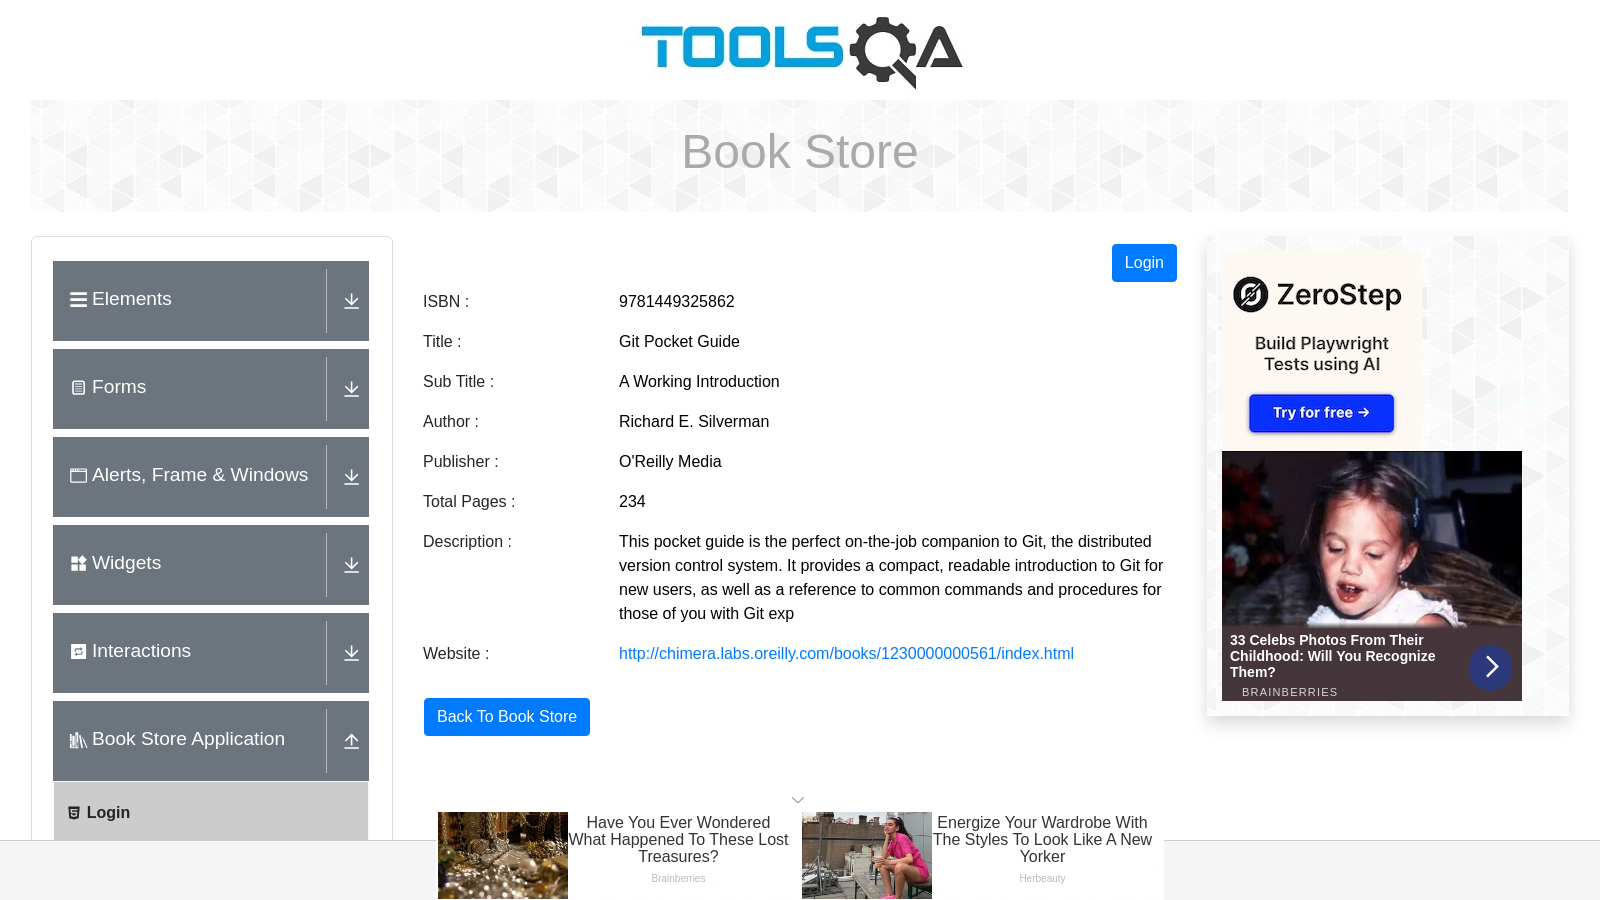 TOOLSQA
Book Store
Elements
Forms
Alerts, Frame & Windows
Widgets
Interactions
Book Store Application
Login
Login
ISBN :
9781449325862
Title :
Git Pocket Guide
Sub Title :
A Working Introduction
Author :
Richard E. Silverman
Publisher :
O'Reilly Media
Total Pages :
234
Description :
This pocket guide is the perfect on-the-job companion to Git, the distributed
version control system. It provides a compact, readable introduction to Git for
new users, as well as a reference to common commands and procedures for
those of you with Git exp
Website :
http://chimera.labs.oreilly.com/books/1230000000561/index.html
Back To Book Store
ZeroStep
Build Playwright
Tests using AI
Try for free →
33 Celebs Photos From Their
Childhood: Will You Recognize
Them?
BRAINBERRIES
Have You Ever Wondered
What Happened To These Lost
Treasures?
Brainberries
Energize Your Wardrobe With
The Styles To Look Like A New
Yorker
Herbeauty